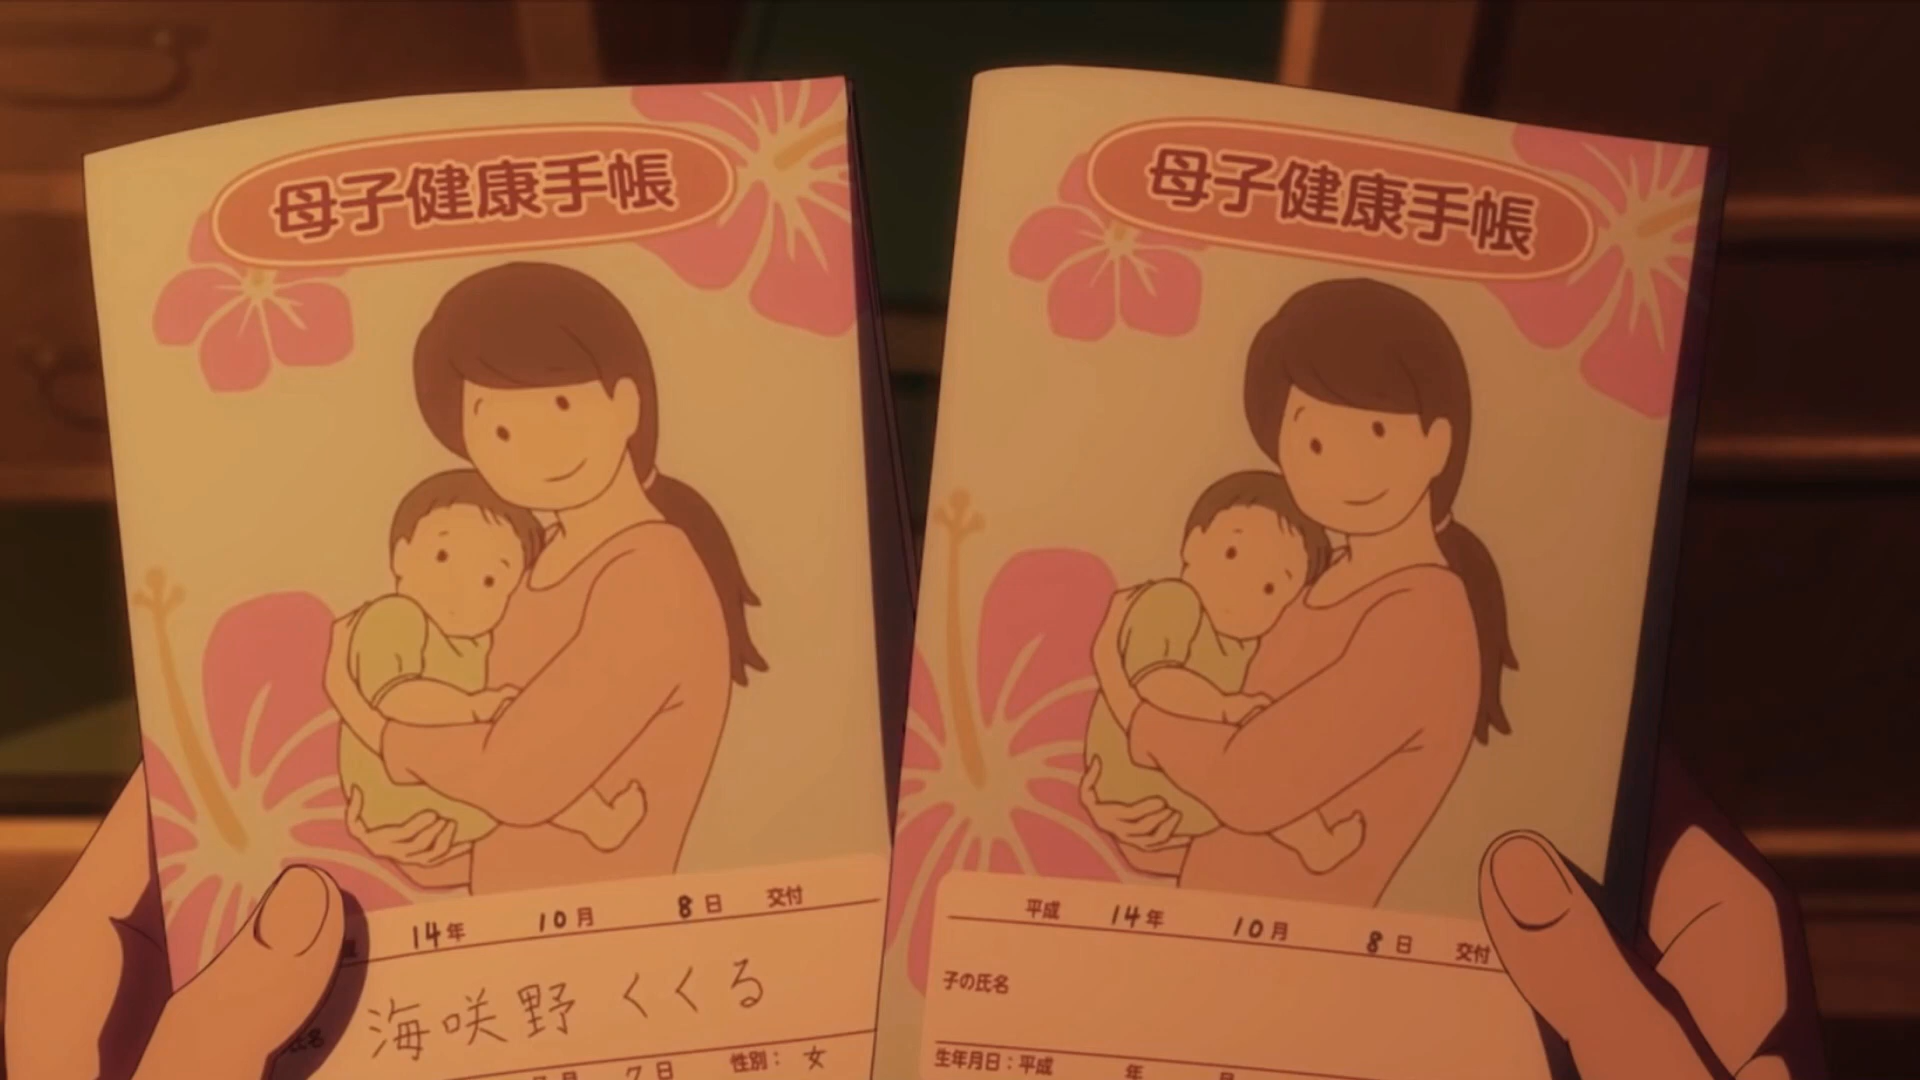 母子健康手帳
14年 10月 8日 交付
氏名 海咲野 くくる
7日 性別: 女
母子健康手帳
平成 14年 10月 8日 交付
子の氏名
生年月日:平成 年 月